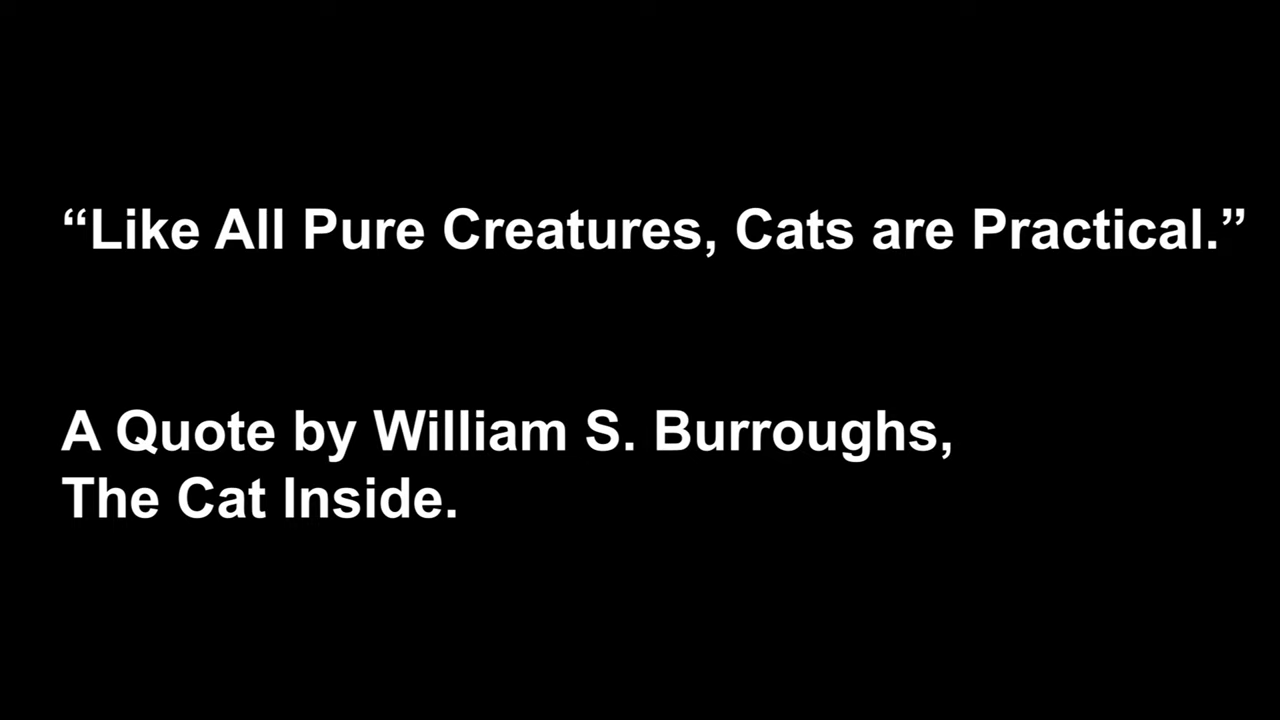 “Like All Pure Creatures, Cats are Practical.”
A Quote by William S. Burroughs,
The Cat Inside.